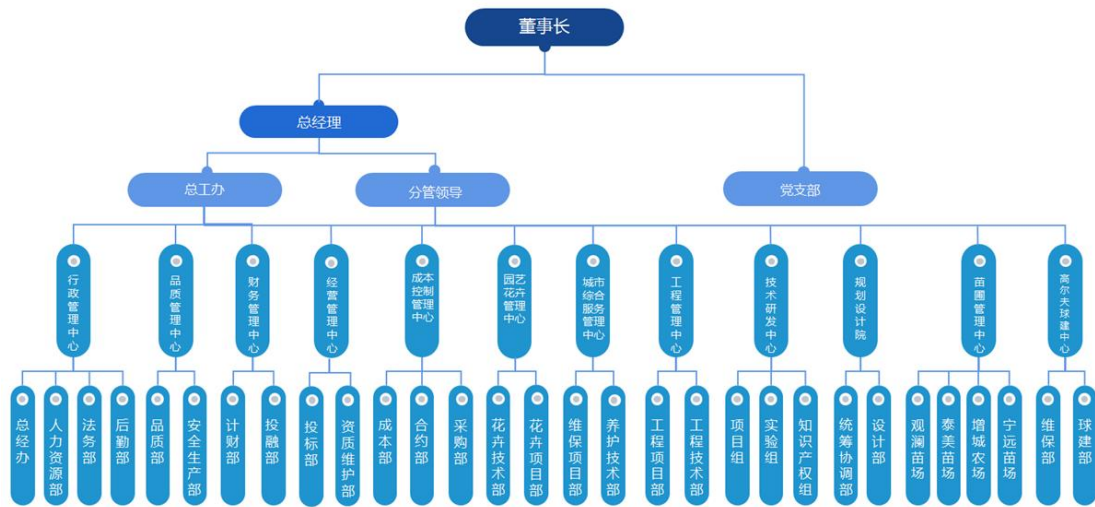 董事长
总经理
总工办
分管领导
党支部
行政管理中心
品质管理中心
财务管理中心
经营管理中心
成本控制管理中心
园艺花卉管理中心
城市综合服务管理中心
工程管理中心
技术研发中心
规划设计院
苗圃管理中心
高尔夫球建中心
总经办
人力资源部
法务部
后勤部
品质部
安全生产部
计财部
投融部
投标部
资质维护部
成本部
合约部
采购部
花卉技术部
花卉项目部
维保项目部
养护技术部
工程项目部
工程技术部
项目组
实验组
知识产权组
统筹协调部
设计部
观澜苗场
泰美苗场
增城农场
宁远苗场
维保部
球建部